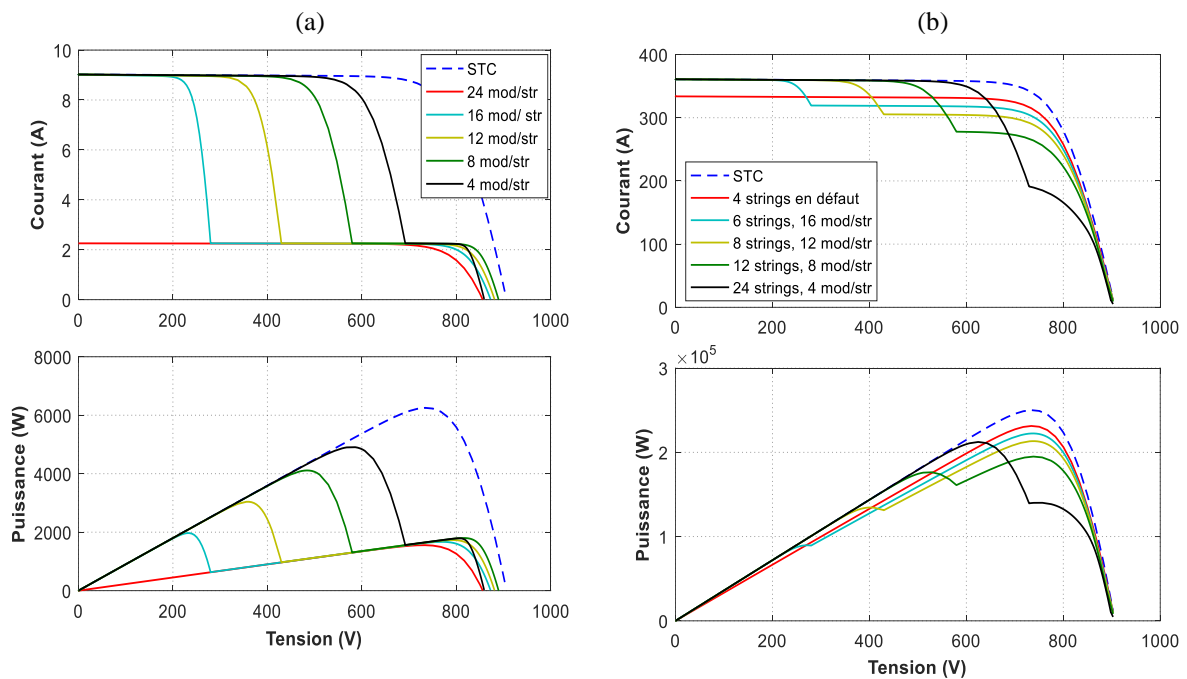 (a)
(b)
10
8
6
4
2
0
Courant (A)
0
200
400
600
800
1000
STC
24 mod/str
16 mod/ str
12 mod/str
8 mod/str
4 mod/str
400
300
200
100
0
Courant (A)
0
200
400
600
800
1000
STC
4 strings en défaut
6 strings, 16 mod/str
8 strings, 12 mod/str
12 strings, 8 mod/str
24 strings, 4 mod/str
8000
6000
4000
2000
0
Puissance (W)
0
200
400
600
800
1000
Tension (V)
×10^5
3
2
1
0
Puissance (W)
0
200
400
600
800
1000
Tension (V)